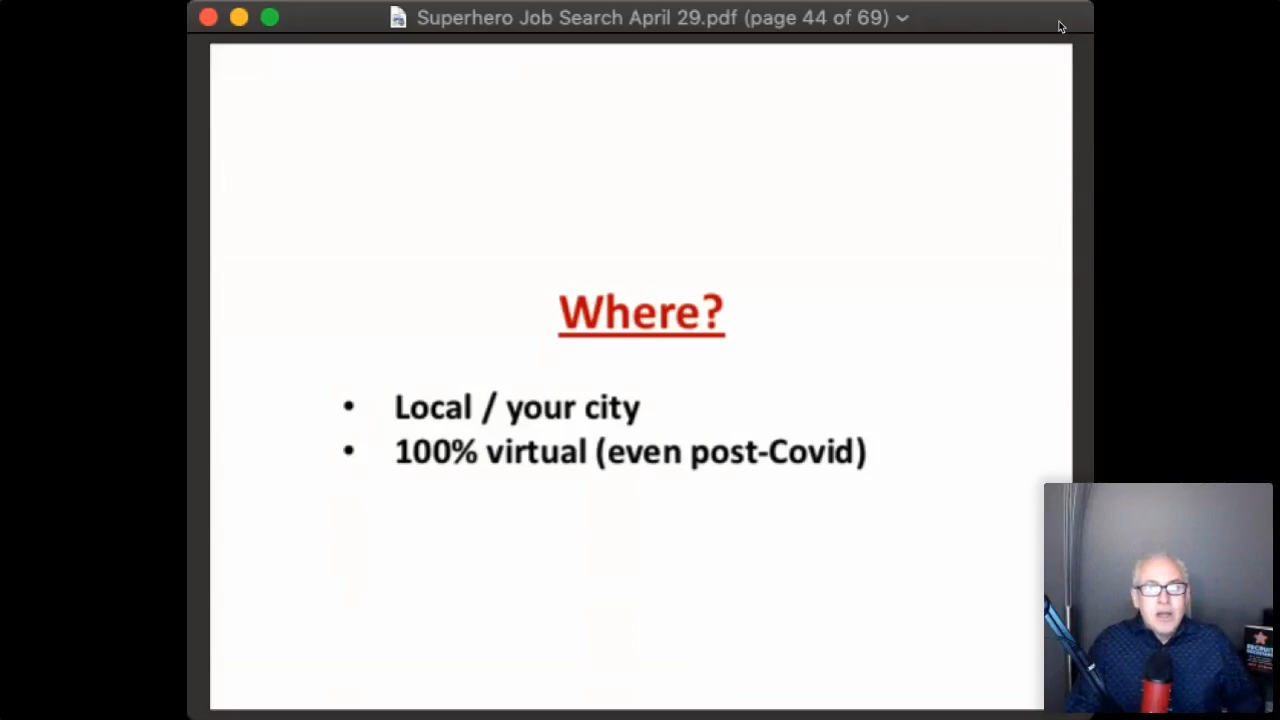 Superhero Job Search April 29.pdf (page 44 of 69)
Where?
• Local / your city
• 100% virtual (even post-Covid)